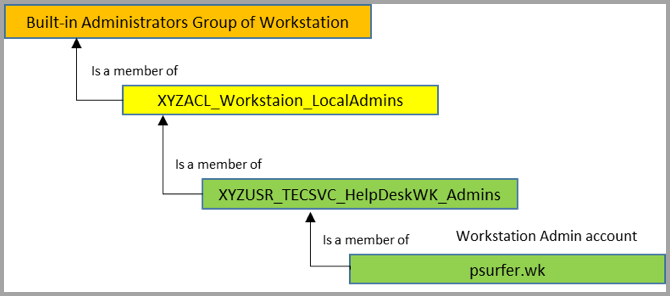 Built-in Administrators Group of Workstation
Is a member of
XYZACL_Workstaion_LocalAdmins
Is a member of
XYZUSR_TECSVC_HelpDeskWK_Admins
Is a member of
Workstation Admin account
psurfer.wk